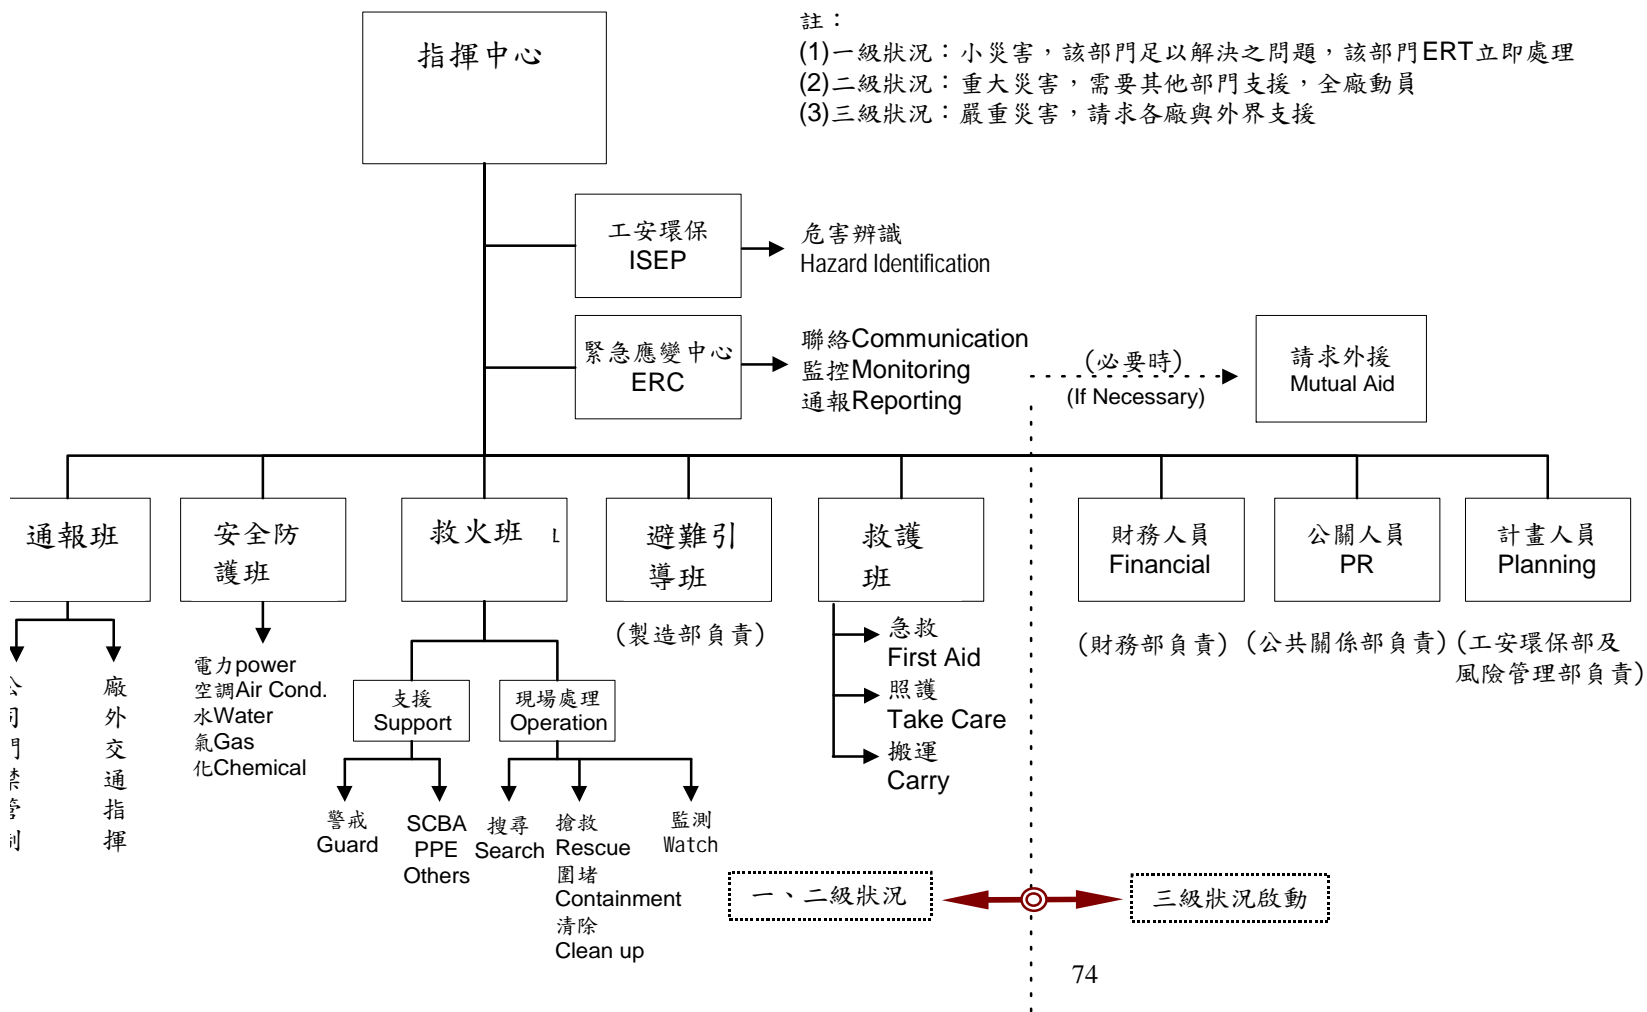 指揮中心
註：
(1)一級狀況：小災害，該部門足以解決之問題，該部門ERT立即處理
(2)二級狀況：重大災害，需要其他部門支援，全廠動員
(3)三級狀況：嚴重災害，請求各廠與外界支援
工安環保
ISEP
危害辨識
Hazard Identification
緊急應變中心
ERC
聯絡Communication
監控Monitoring
通報Reporting
(必要時)
(If Necessary)
請求外援
Mutual Aid
通報班
安全防
護班
救火班
避難引
導班
救護
班
財務人員
Financial
公關人員
PR
計畫人員
Planning
(製造部負責)
(財務部負責)
(公共關係部負責)
(工安環保部及
風險管理部負責)
公司門禁管制
廠外交通指揮
電力power
空調Air Cond.
水Water
氣Gas
化Chemical
支援
Support
現場處理
Operation
急救
First Aid
照護
Take Care
搬運
Carry
警戒
Guard
SCBA
PPE
Others
搜尋
Search
搶救
Rescue
圍堵
Containment
清除
Clean up
監測
Watch
一、二級狀況
三級狀況啟動
74